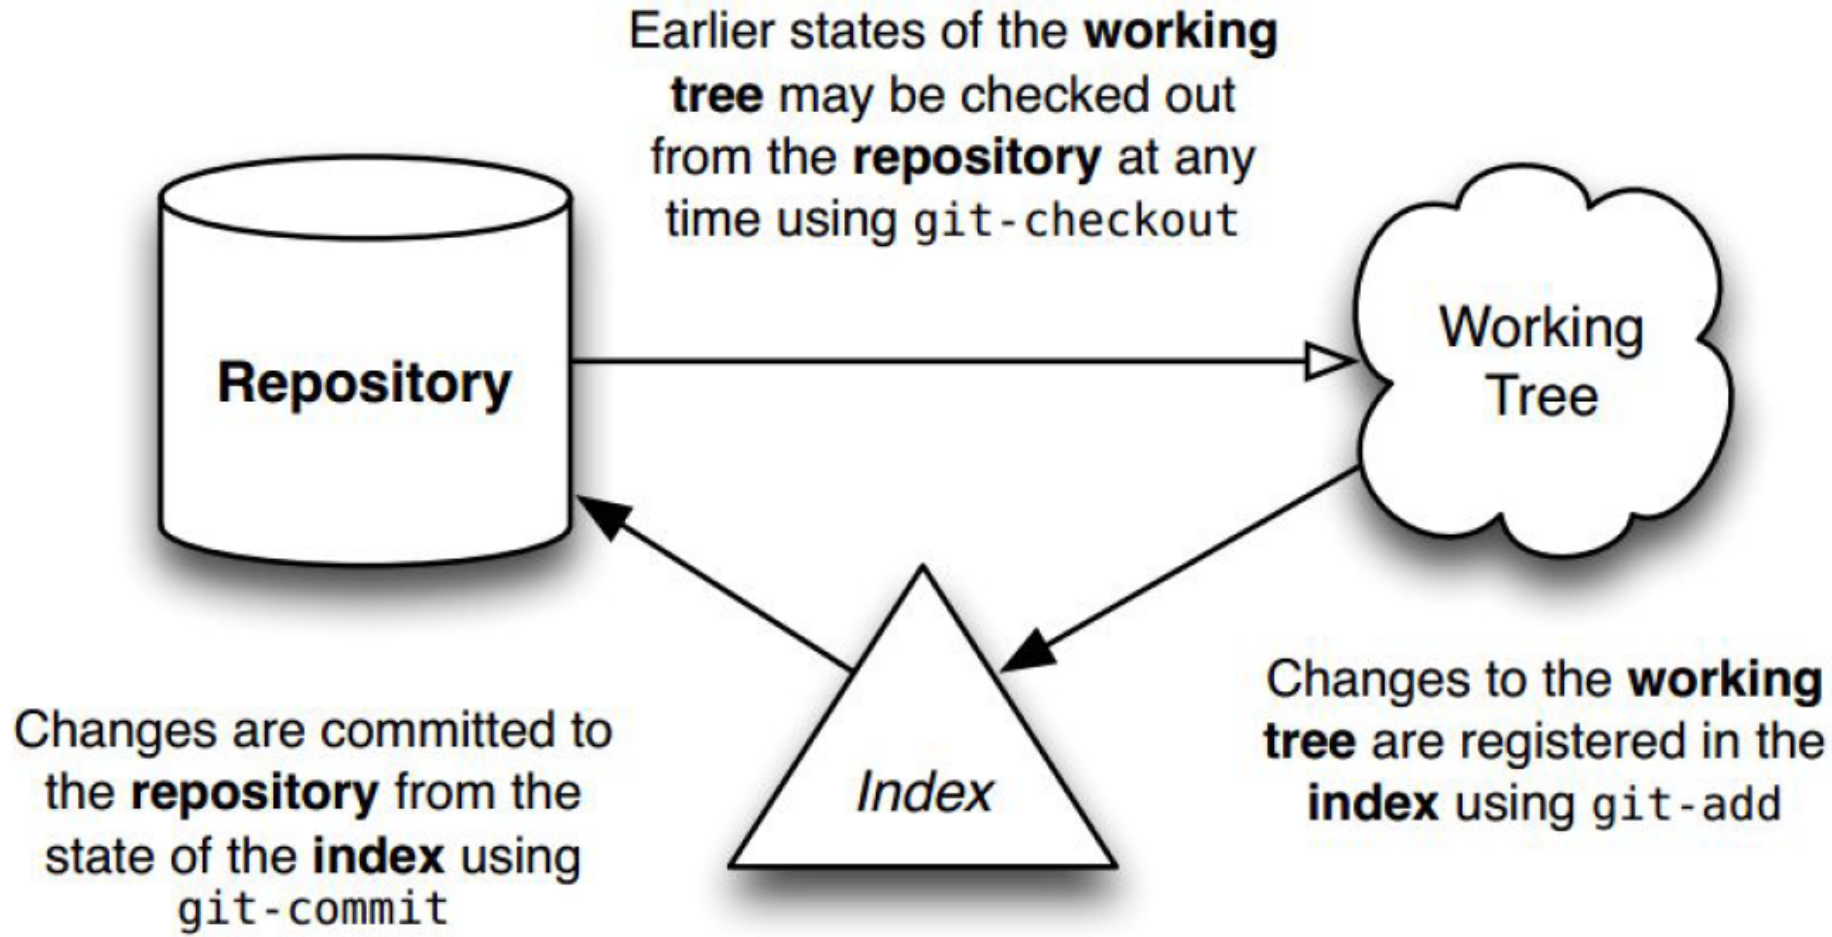 Earlier states of the working
tree may be checked out
from the repository at any
time using git-checkout
Repository
Working
Tree
Index
Changes are committed to
the repository from the
state of the index using
git-commit
Changes to the working
tree are registered in the
index using git-add